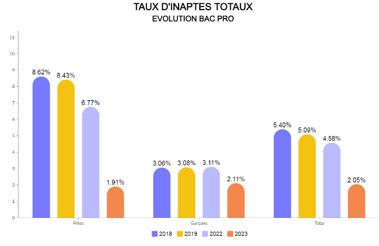 TAUX D'INAPTES TOTAUX
EVOLUTION BAC PRO
11
10
9
8
7
6
5
4
3
2
1
0
8.62% 8.43% 6.77% 1.91%
3.06% 3.08% 3.11% 2.11%
5.40% 5.09% 4.58% 2.05%
Filles Garçons Total
2018 2019 2022 2023